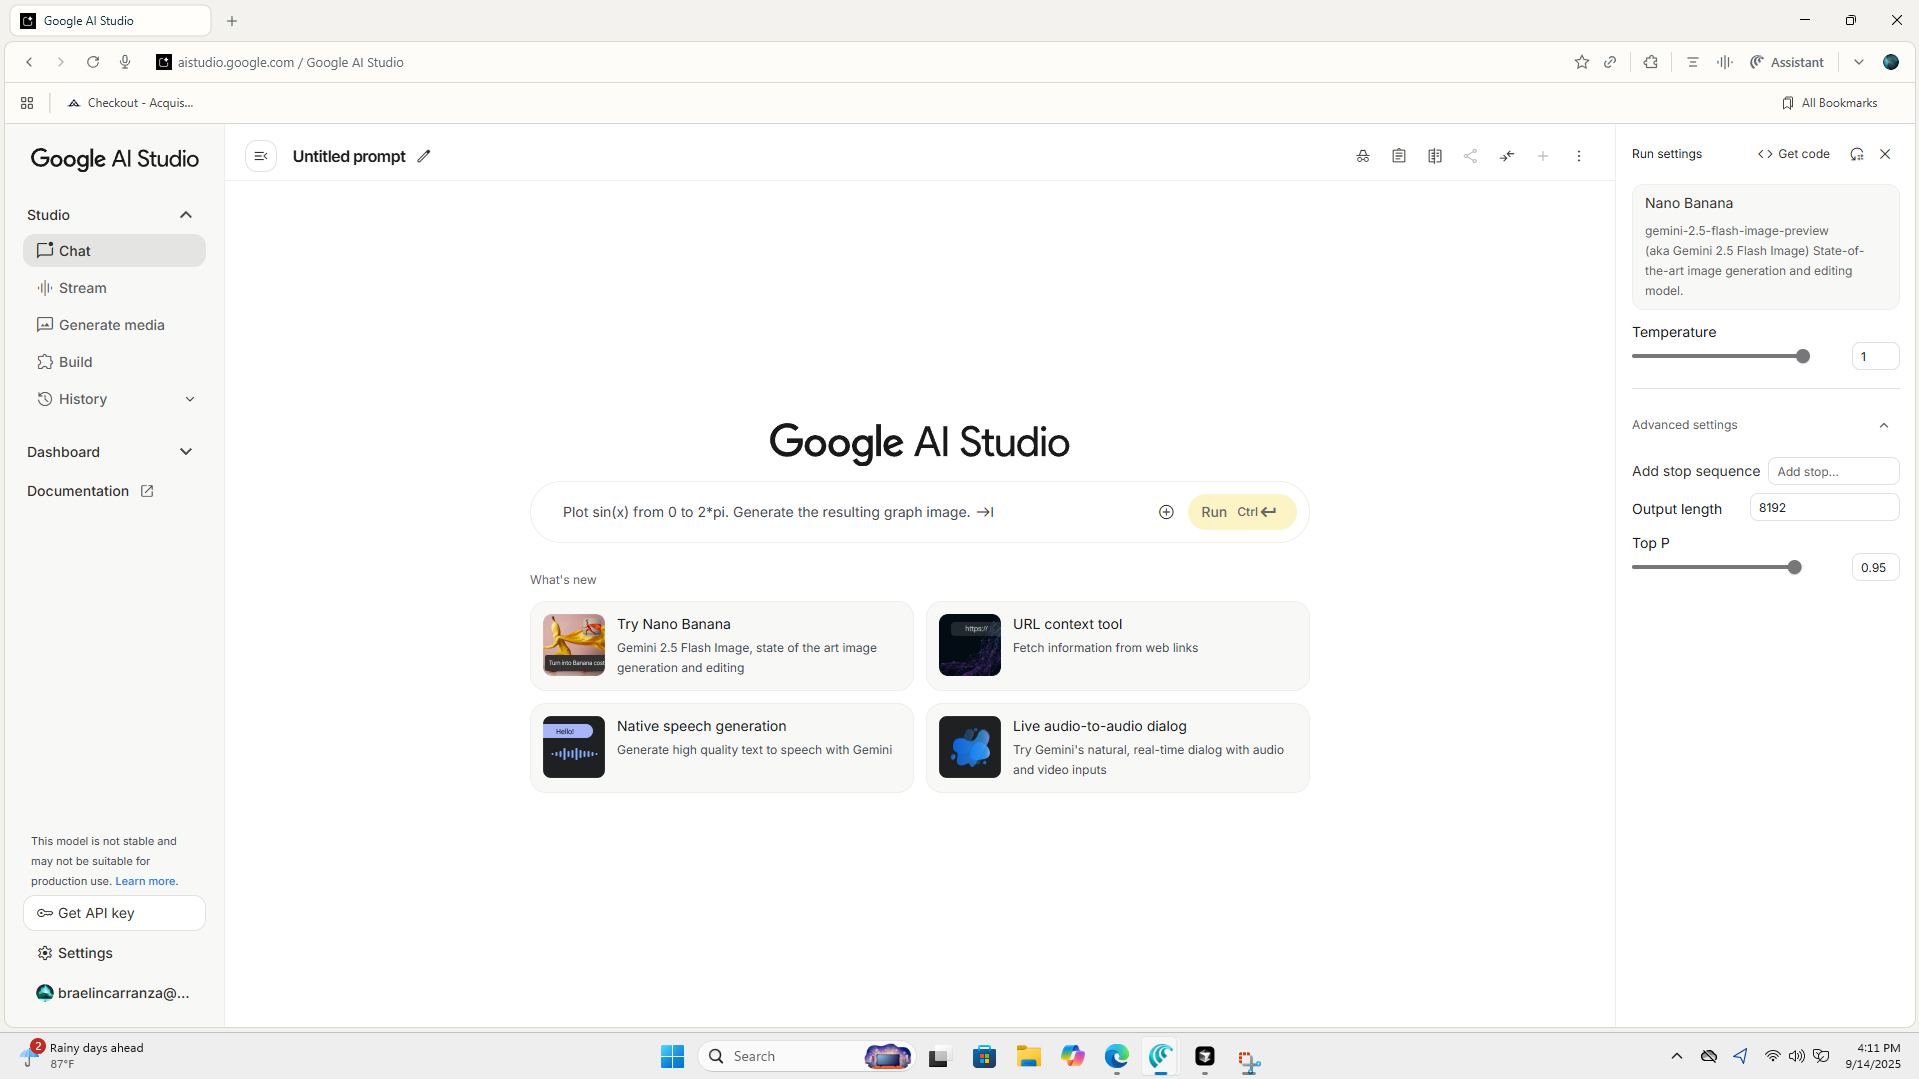 Google AI Studio
aistudio.google.com / Google AI Studio
Assistant
Checkout - Acquis...
All Bookmarks
Google AI Studio
Studio
Chat
Stream
Generate media
Build
History
Dashboard
Documentation
This model is not stable and
may not be suitable for
production use. Learn more.
Get API key
Settings
braelincarranza@...
Untitled prompt
Google AI Studio
Plot sin(x) from 0 to 2*pi. Generate the resulting graph image.
Run Ctrl
What's new
Turn into Banana cost
Try Nano Banana
Gemini 2.5 Flash Image, state of the art image
generation and editing
https://
URL context tool
Fetch information from web links
Hello!
Native speech generation
Generate high quality text to speech with Gemini
Live audio-to-audio dialog
Try Gemini's natural, real-time dialog with audio
and video inputs
Run settings
<> Get code
Nano Banana
gemini-2.5-flash-image-preview
(aka Gemini 2.5 Flash Image) State-of-
the-art image generation and editing
model.
Temperature
1
Advanced settings
Add stop sequence
Add stop...
Output length
8192
Top P
0.95
2
Rainy days ahead
87°F
Search
4:11 PM
9/14/2025